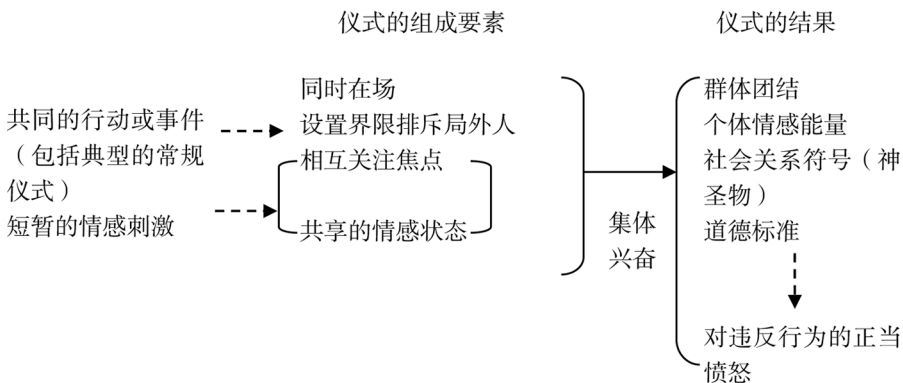 仪式的组成要素
仪式的结果
共同的行动或事件
（包括典型的常规
仪式）
短暂的情感刺激
同时在场
设置界限排斥局外人
相互关注焦点
共享的情感状态
集体
兴奋
群体团结
个体情感能量
社会关系符号（神
圣物）
道德标准
对违反行为的正当
愤怒